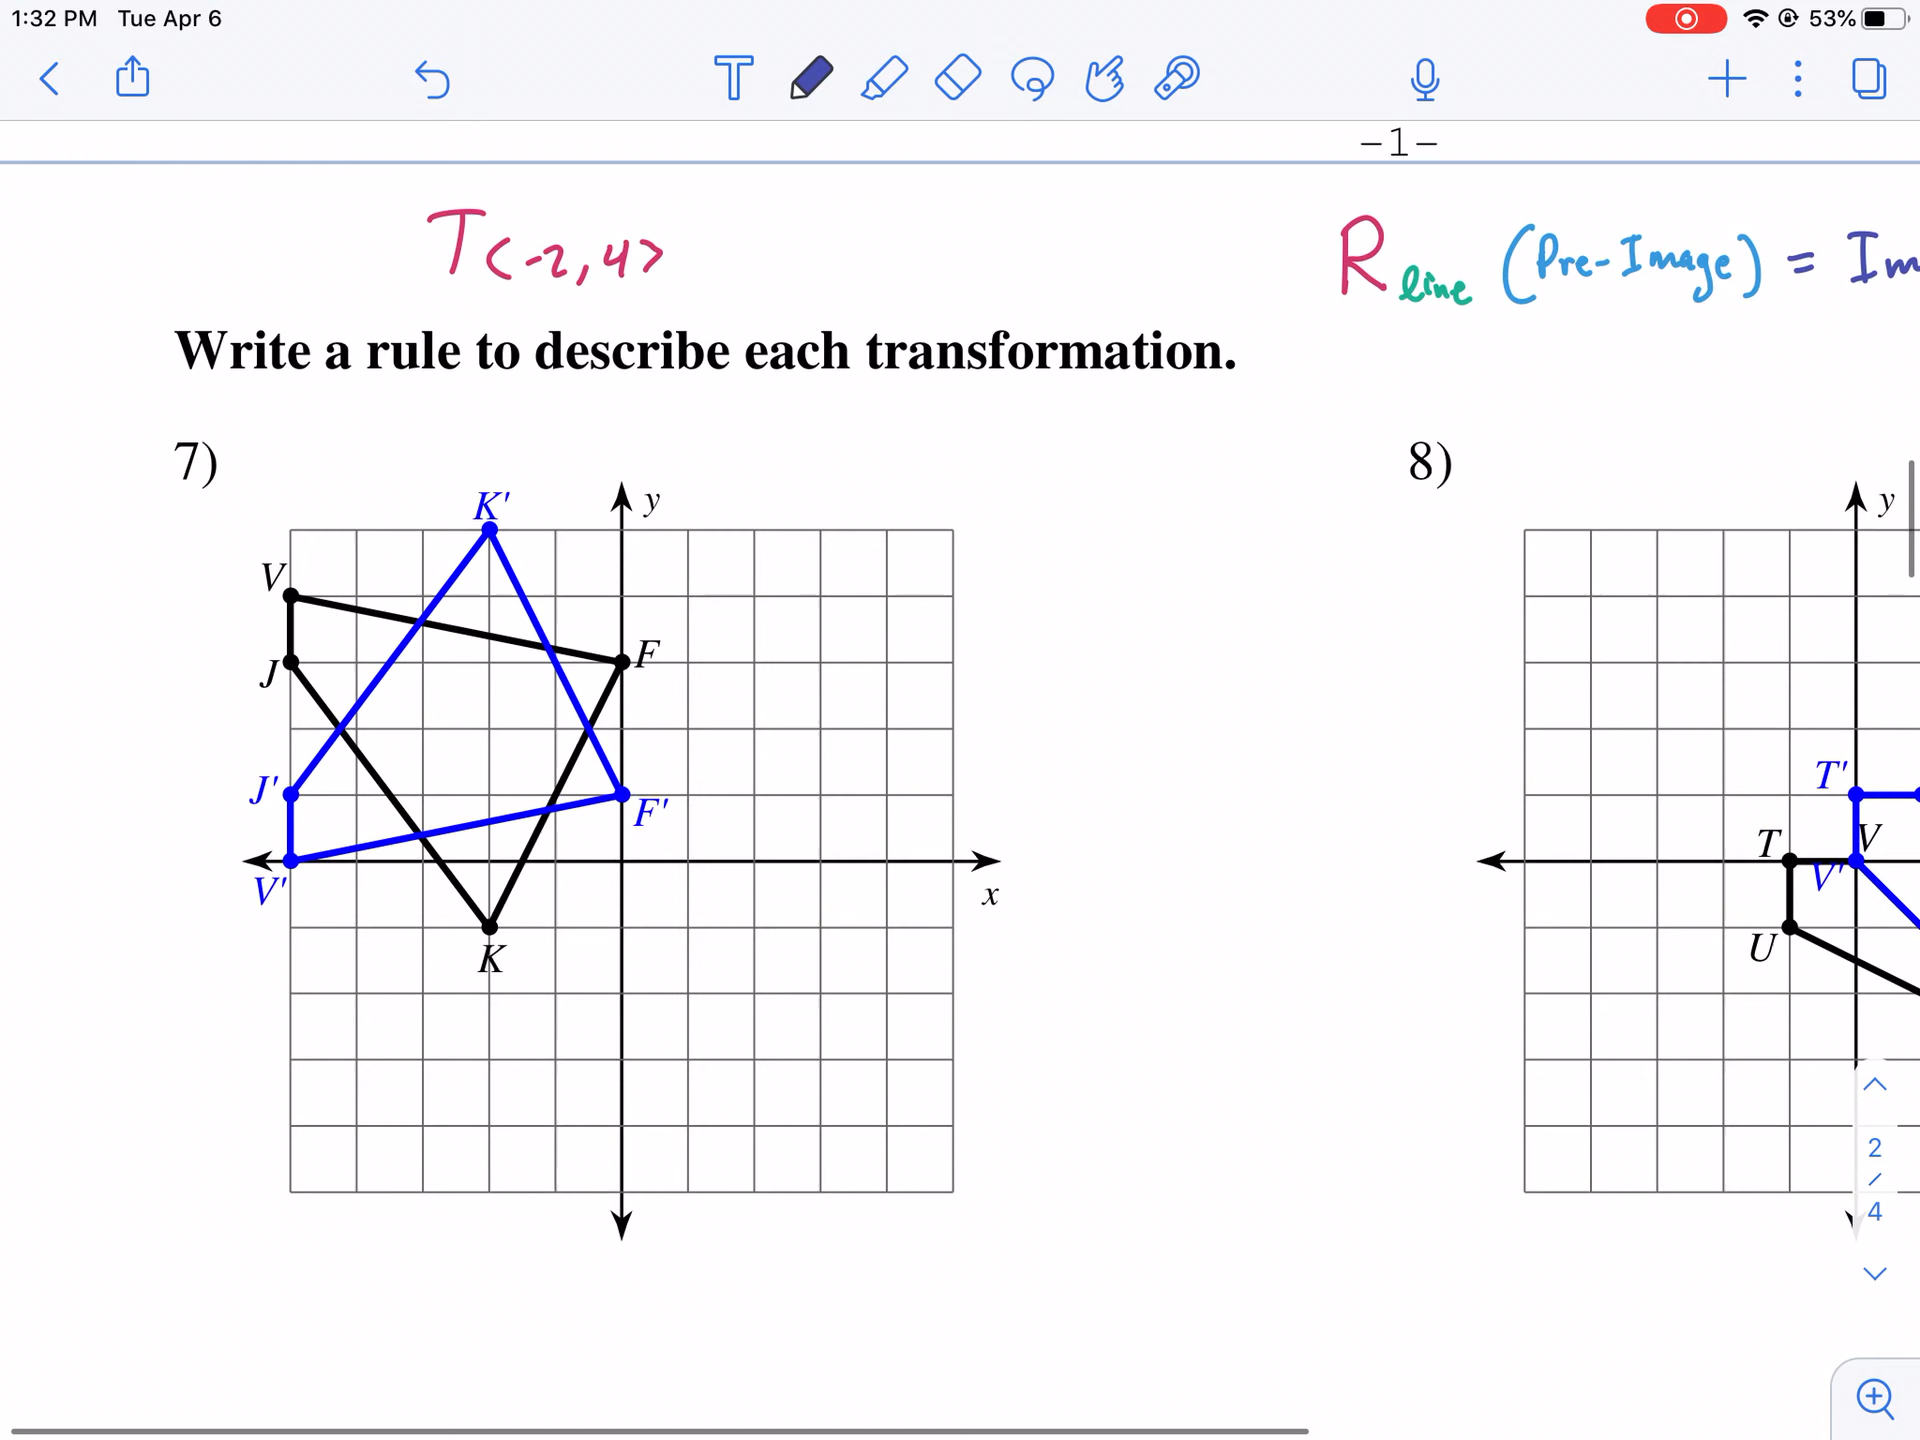 1:32 PM Tue Apr 6
53%
T
-1-
T<-2,4>
R line (Pre-Image) = Im
Write a rule to describe each transformation.
7)
8)
K'
y
V
F
J
J'
F'
V'
x
K
y
T'
T
V
V'
U
2
/
4